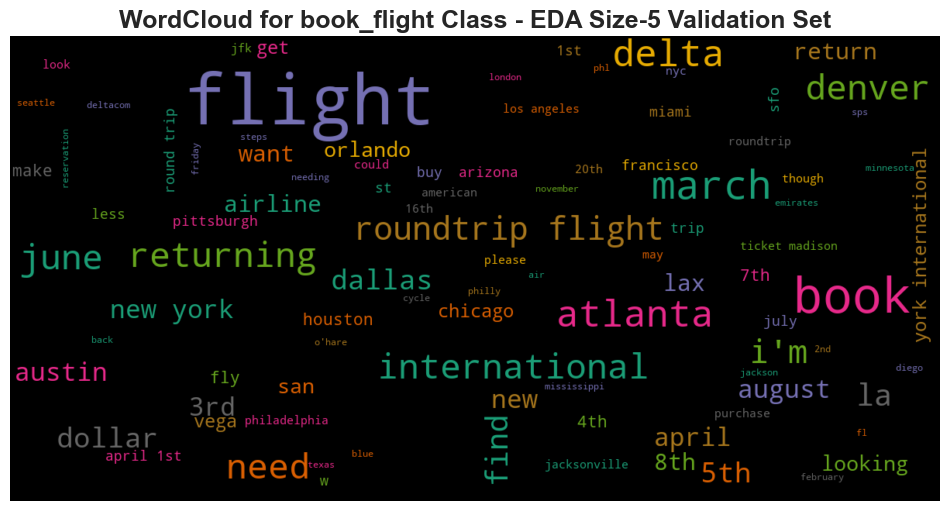 WordCloud for book_flight Class - EDA Size-5 Validation Set
jfk
get
1st
delta
return
look
flight
phl
nyc
london
denver
seattle
deltacom
los angeles
miami
sfo
sps
reservation
round trip
friday
steps
want
orlando
could
roundtrip
make
needing
buy
arizona
20th
francisco
though
minnesota
st
american
november
march
emirates
less
airline
16th
pittsburgh
roundtrip flight
trip
york international
june
returning
please
may
ticket madison
air
dallas
lax
7th
book
philly
cycle
new york
houston
chicago
atlanta
july
back
o'hare
i'm
2nd
austin
fly
san
international
mississippi
jackson
diego
august
la
3rd
vega
philadelphia
new
4th
purchase
dollar
find
april
fl
april 1st
need
texas
blue
w
jacksonville
8th
5th
looking
february